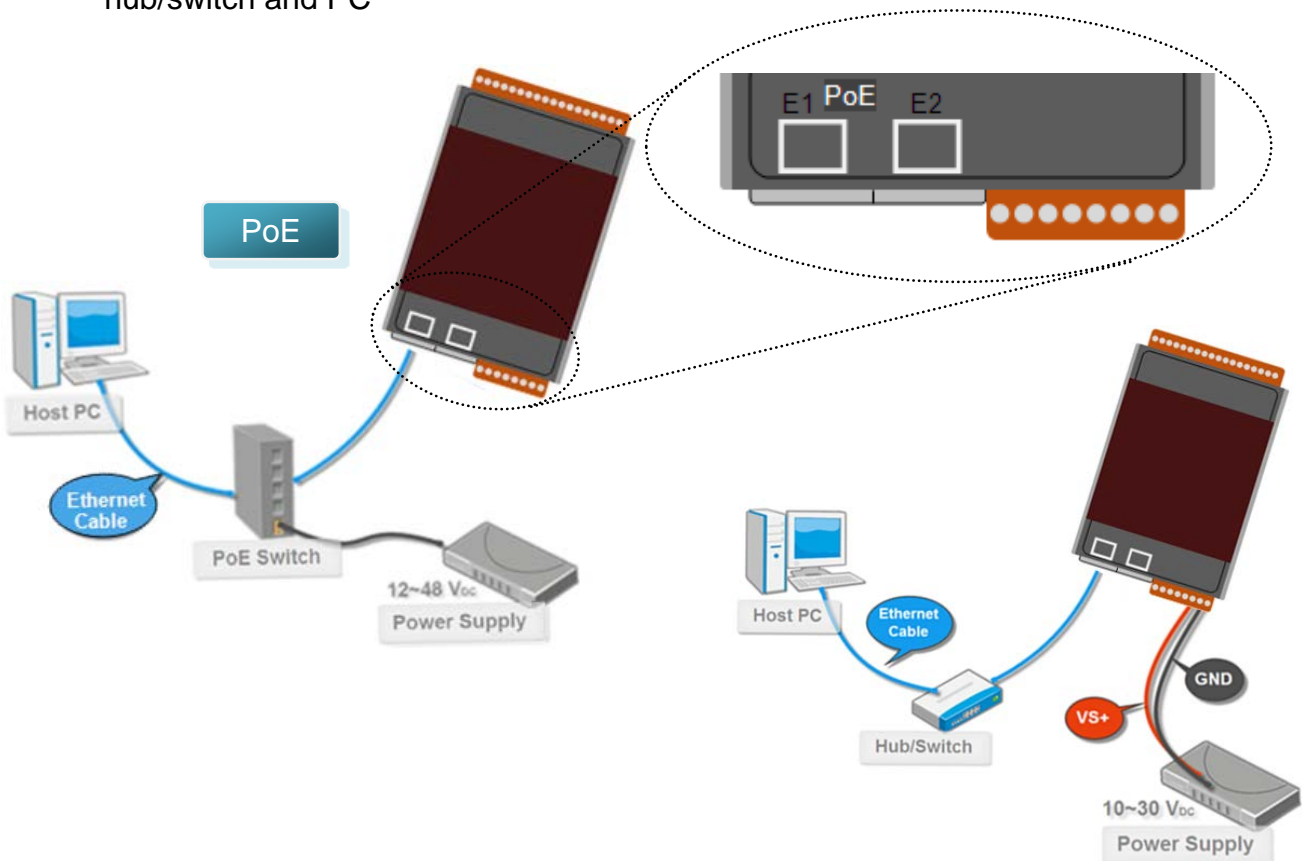 hub/switch and PC
E1 PoE E2
PoE
Host PC
Ethernet
Cable
PoE Switch
12~48 VDC
Power Supply
Host PC
Ethernet
Cable
Hub/Switch
GND
VS+
10~30 VDC
Power Supply